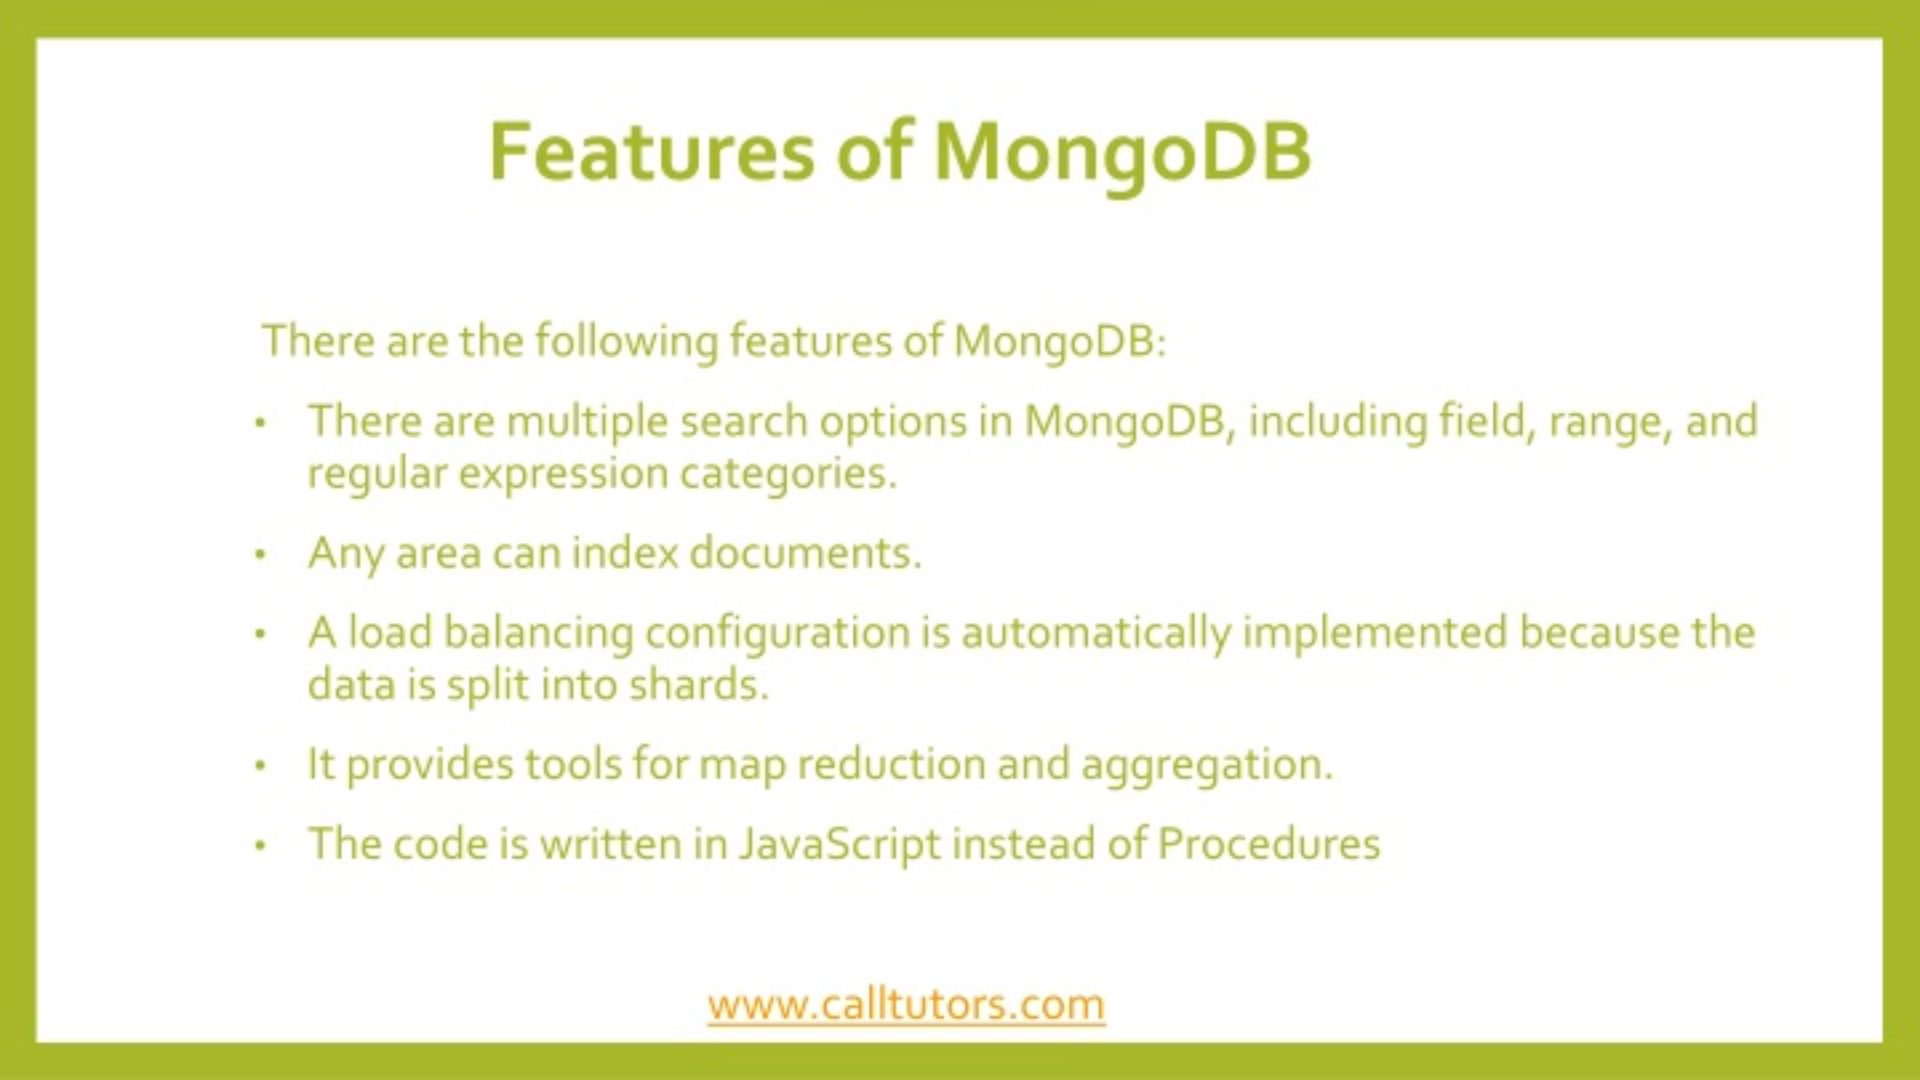 Features of MongoDB
There are the following features of MongoDB:
• There are multiple search options in MongoDB, including field, range, and
regular expression categories.
• Any area can index documents.
• A load balancing configuration is automatically implemented because the
data is split into shards.
• It provides tools for map reduction and aggregation.
• The code is written in JavaScript instead of Procedures
www.calltutors.com